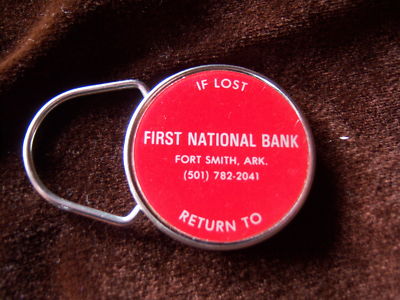 IF LOST
FIRST NATIONAL BANK
FORT SMITH, ARK.
(501) 782-2041
RETURN TO